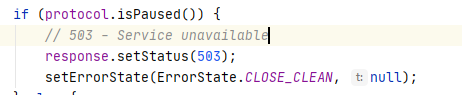 if (protocol.isPaused()) {
// 503 - Service unavailable
response.setStatus(503);
setErrorState(ErrorState.CLOSE_CLEAN, t: null);